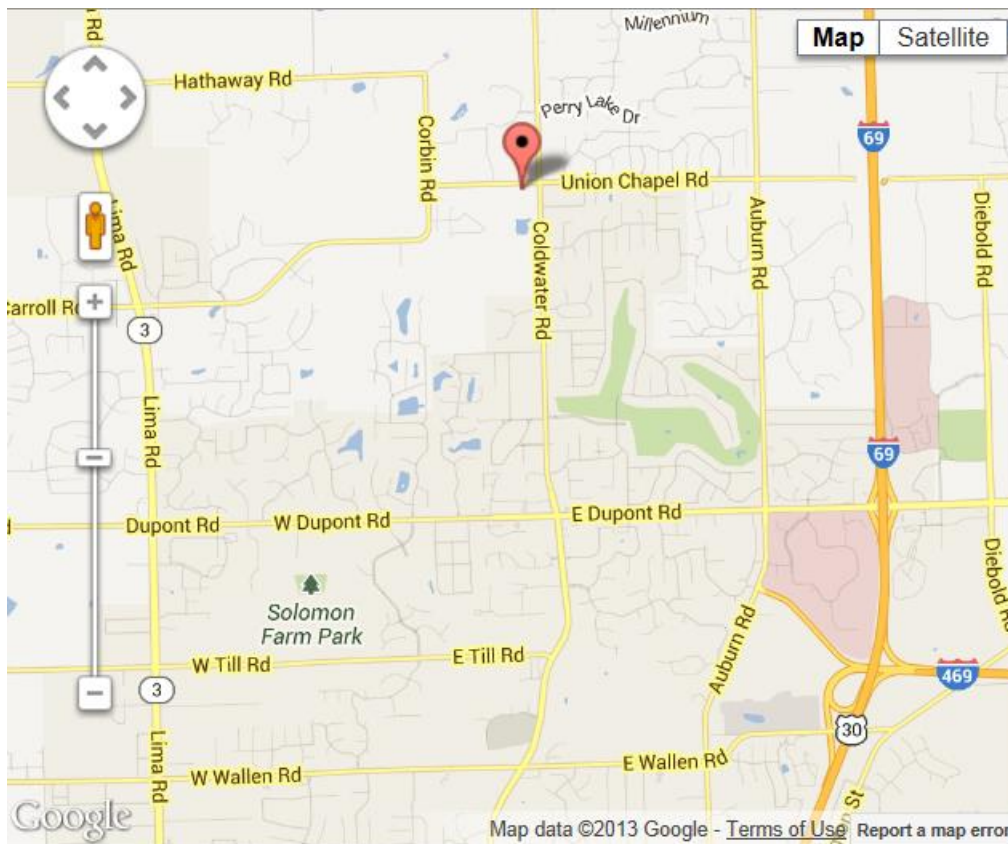 Millennium
Rd
Map
Satellite
Hathaway Rd
Perry Lake Dr
Corbin Rd
69
Union Chapel Rd
Lima Rd
Coldwater Rd
Auburn Rd
Diebold Rd
Carroll Rd
3
Lima Rd
69
Dupont Rd
W Dupont Rd
E Dupont Rd
Diebold Rd
Solomon
Farm Park
Auburn Rd
W Till Rd
E Till Rd
469
3
30
Lima Rd
W Wallen Rd
E Wallen Rd
St
Google
Map data ©2013 Google - Terms of Use Report a map error